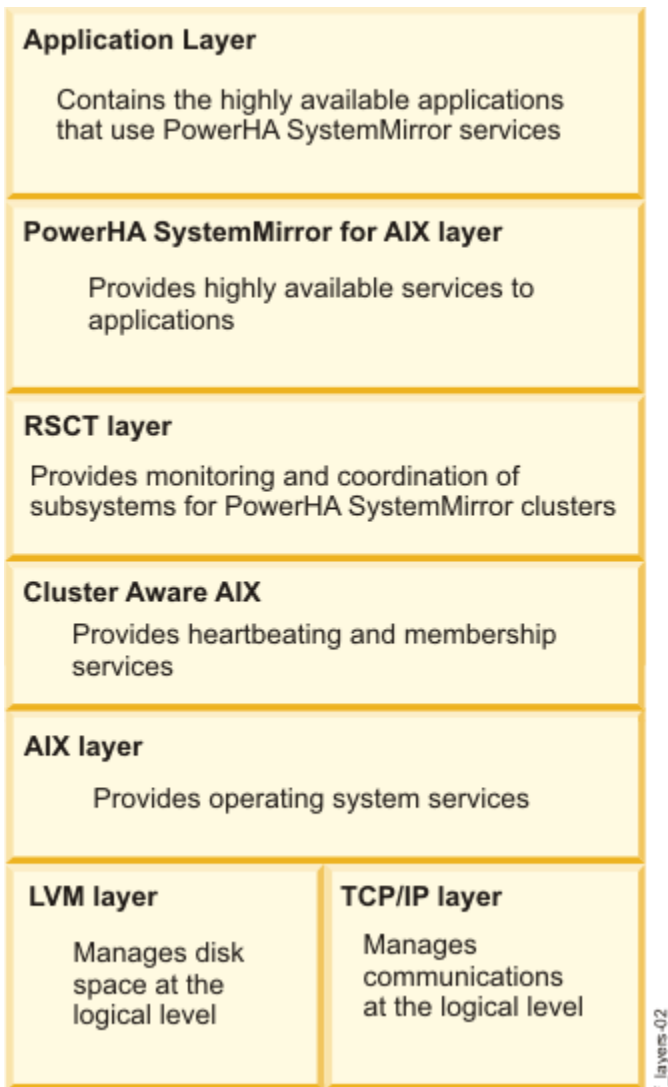 Application Layer
Contains the highly available applications
that use PowerHA SystemMirror services
PowerHA SystemMirror for AIX layer
Provides highly available services to
applications
RSCT layer
Provides monitoring and coordination of
subsystems for PowerHA SystemMirror clusters
Cluster Aware AIX
Provides heartbeating and membership
services
AIX layer
Provides operating system services
LVM layer
Manages disk
space at the
logical level
TCP/IP layer
Manages
communications
at the logical level
layers-02